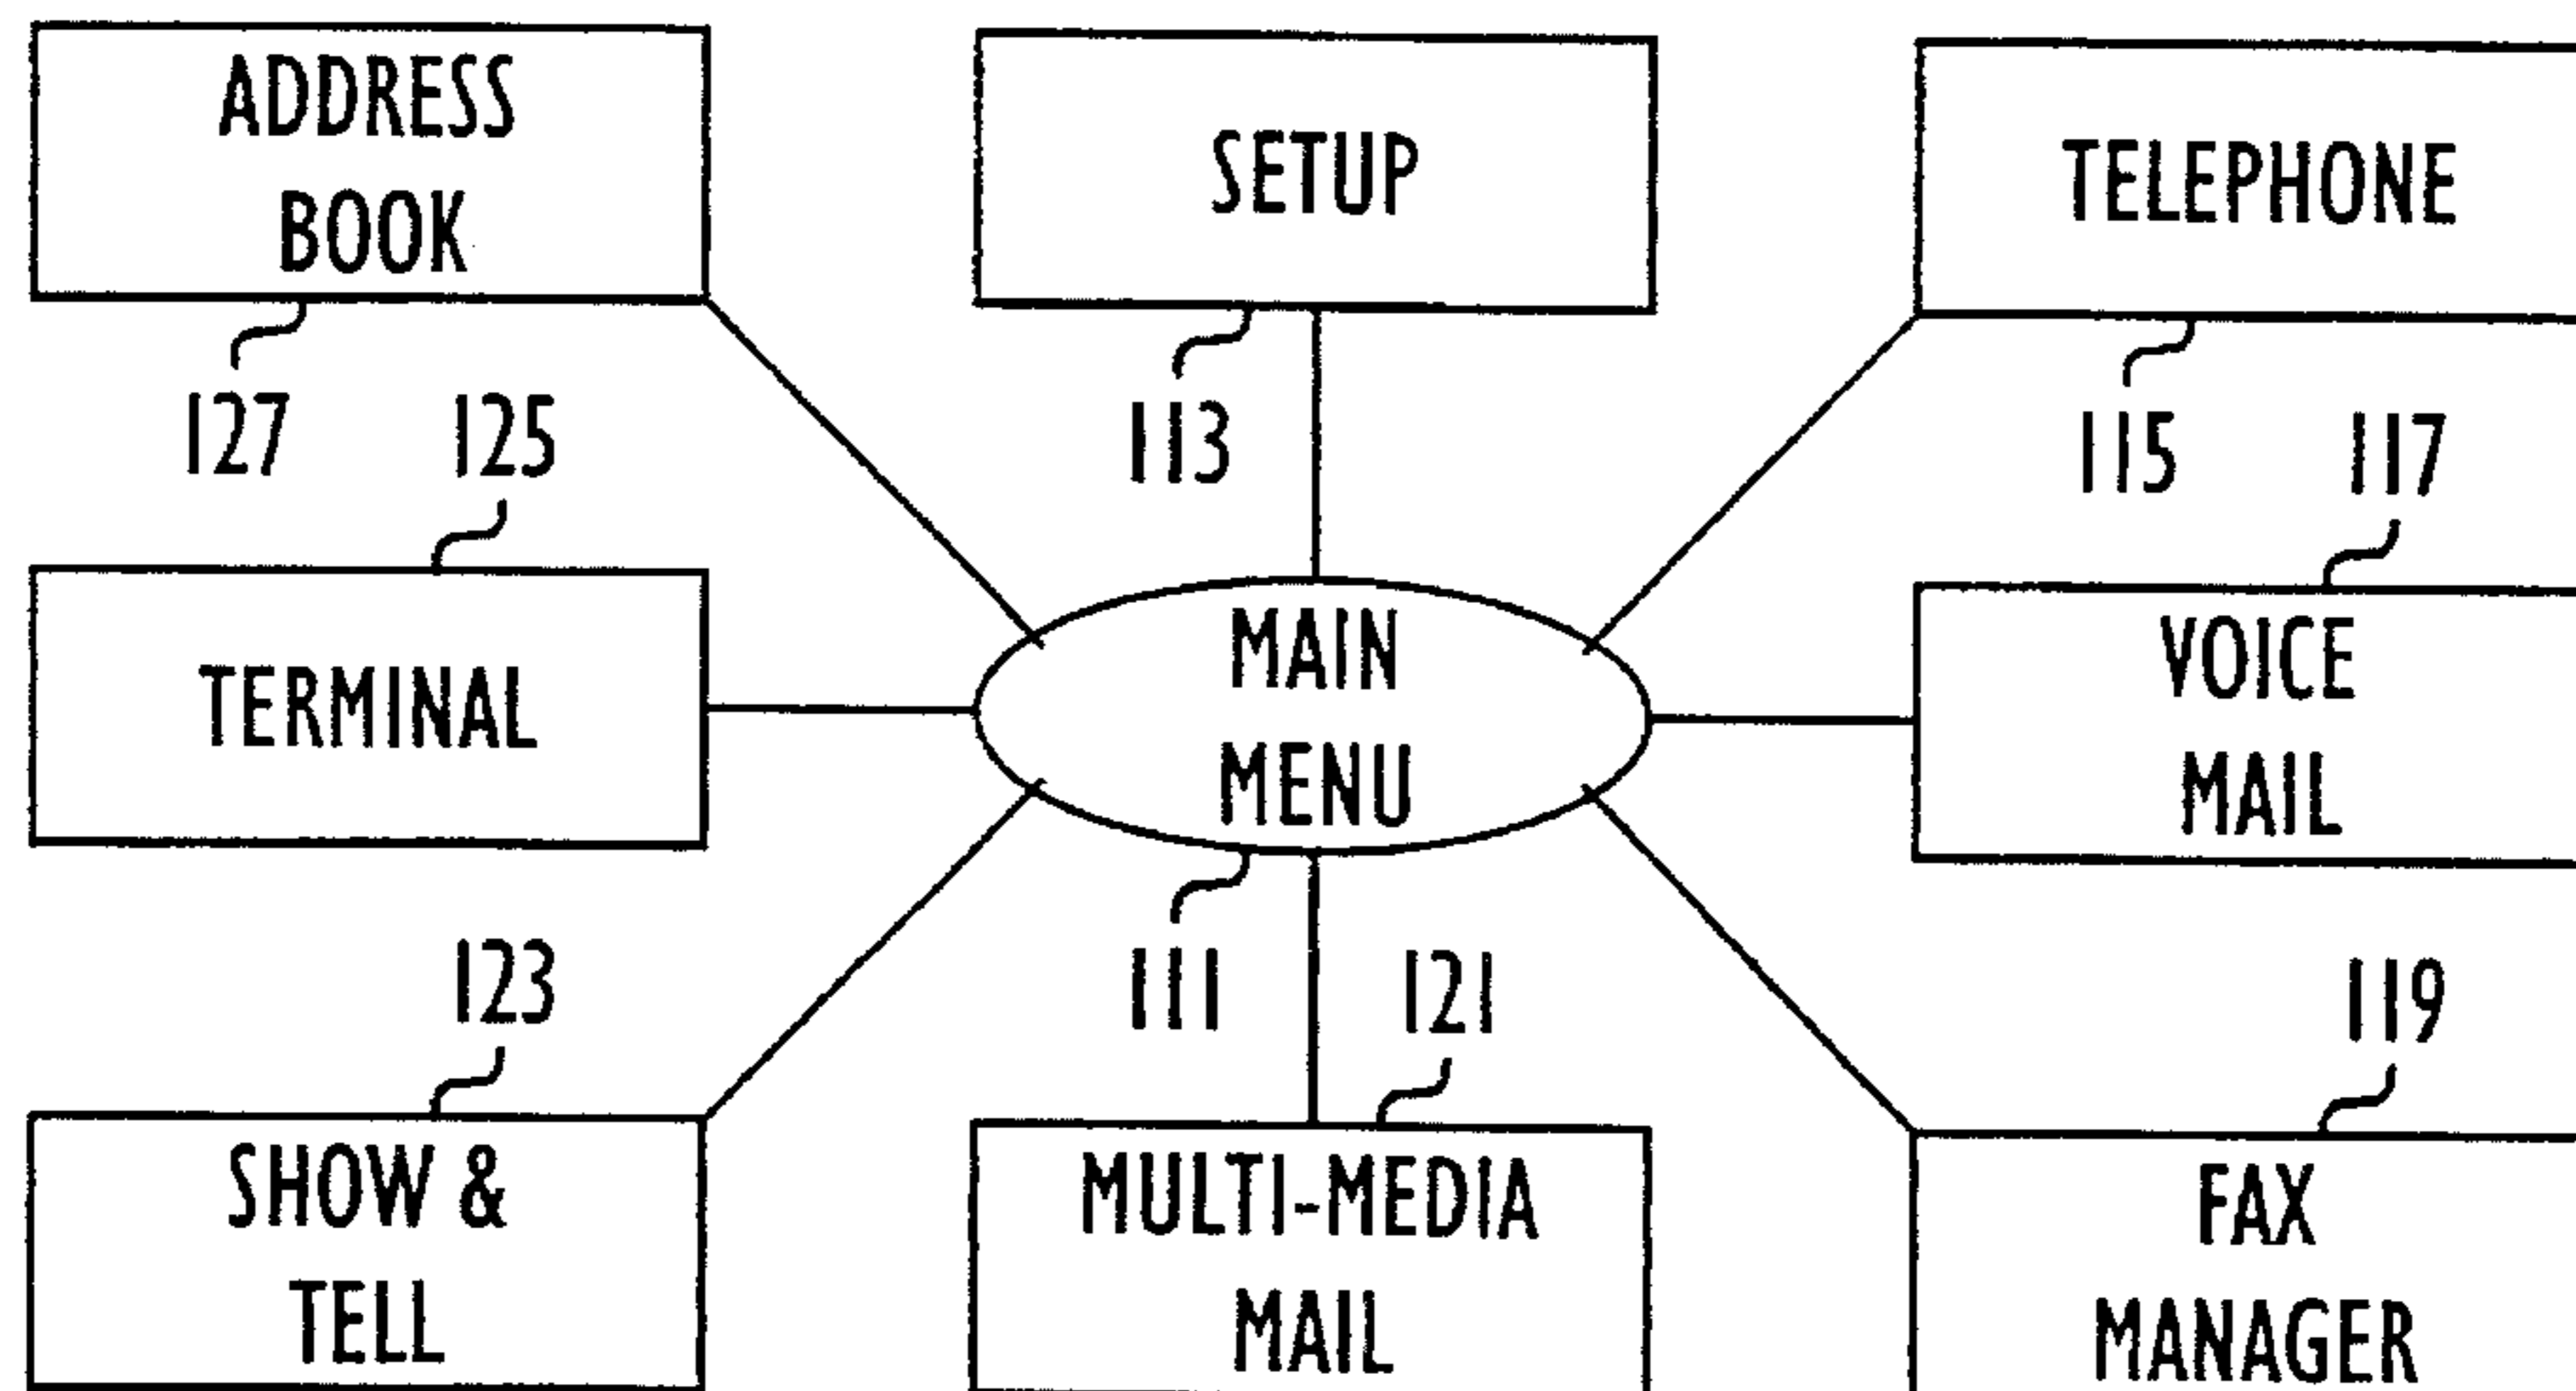 ADDRESS
BOOK
SETUP
TELEPHONE
127
125
113
115
117
TERMINAL
MAIN
MENU
VOICE
MAIL
123
111
121
119
SHOW &
TELL
MULTI-MEDIA
MAIL
FAX
MANAGER